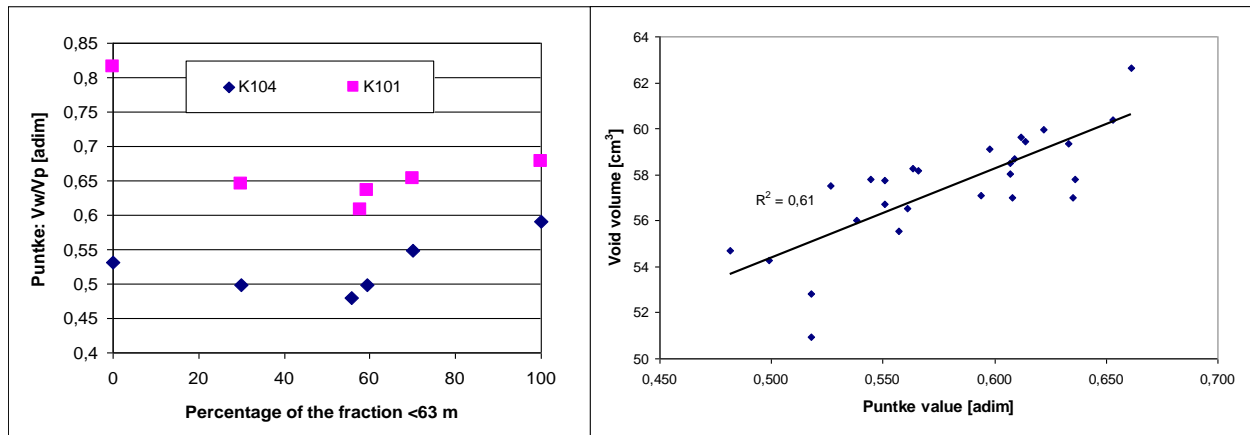 Puntke: Vw/Vp [adim]
0,85
0,8
0,75
0,7
0,65
0,6
0,55
0,5
0,45
0,4
K104 K101
0 20 40 60 80 100
Percentage of the fraction <63 m
Void volume [cm³]
64
62
60
58
56
54
52
50
R² = 0,61
0,450 0,500 0,550 0,600 0,650 0,700
Puntke value [adim]